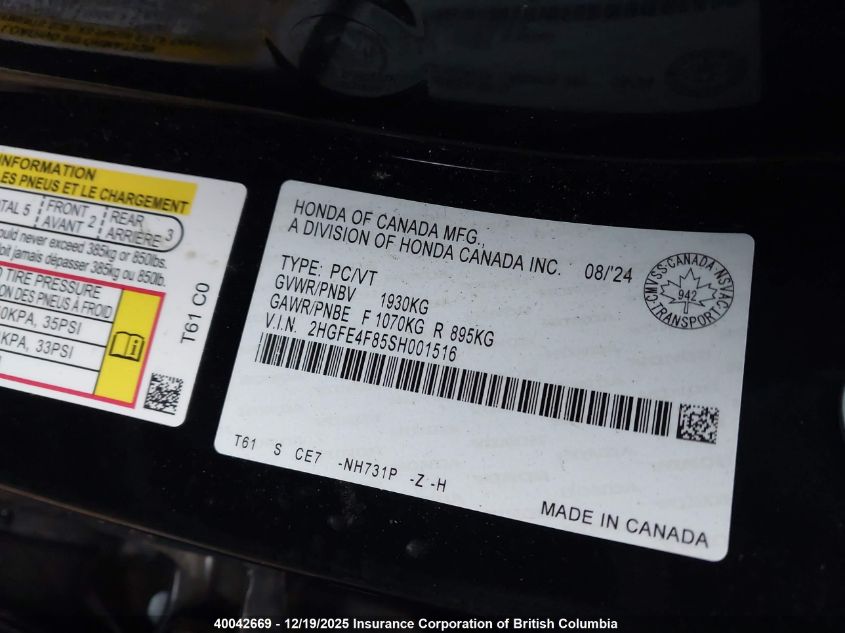 INFORMATION
LES PNEUS ET LE CHARGEMENT
TAL 5 FRONT 2 REAR 3
AVANT ARRIÈRE
ould never exceed 385kg or 850lbs.
oit jamais dépasser 385kg ou 850lb.
TIRE PRESSURE
ION DES PNEUS À FROID
0KPA, 35PSI
KPA, 33PSI
T61 C0
HONDA OF CANADA MFG.,
A DIVISION OF HONDA CANADA INC. 08/'24
TYPE: PC/VT
GVWR/PNBV 1930KG
GAWR/PNBE F 1070KG R 895KG
V.I.N. 2HGFE4F85SH001516
CMVSS·CANADA·NSVAC
942
TRANSPORT
T61 S CE7 -NH731P -Z -H
MADE IN CANADA
40042669 - 12/19/2025 Insurance Corporation of British Columbia